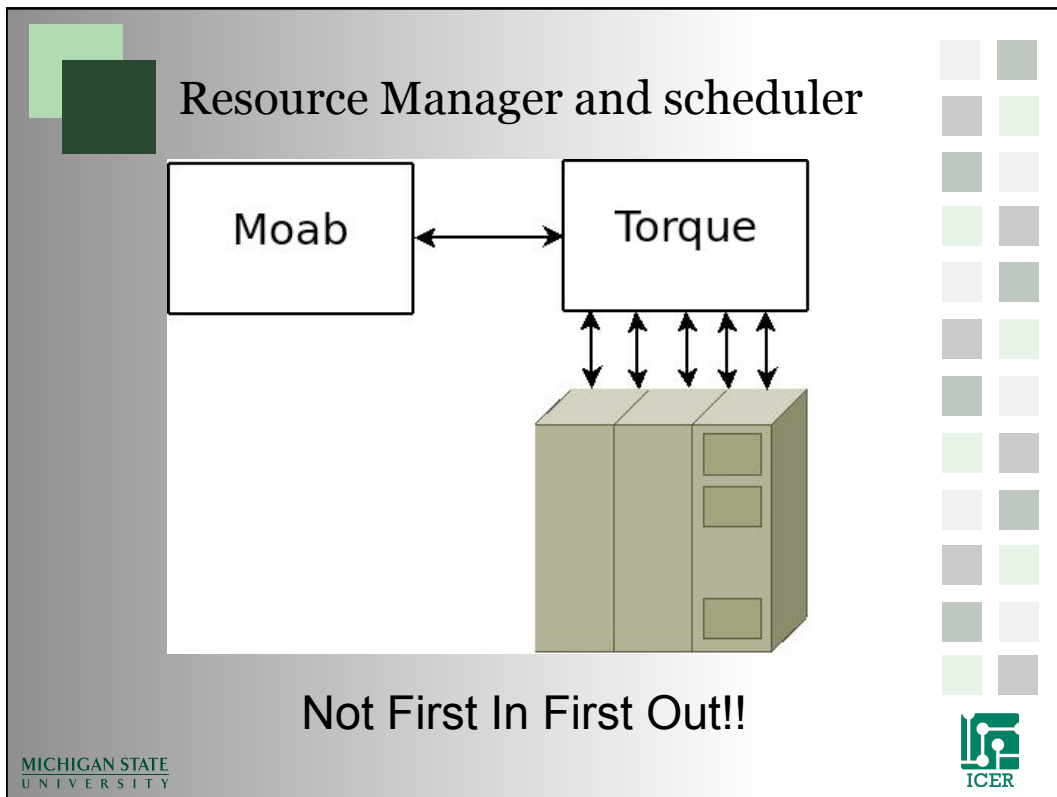 Resource Manager and scheduler
Moab
Torque
Not First In First Out!!
MICHIGAN STATE
UNIVERSITY
ICER